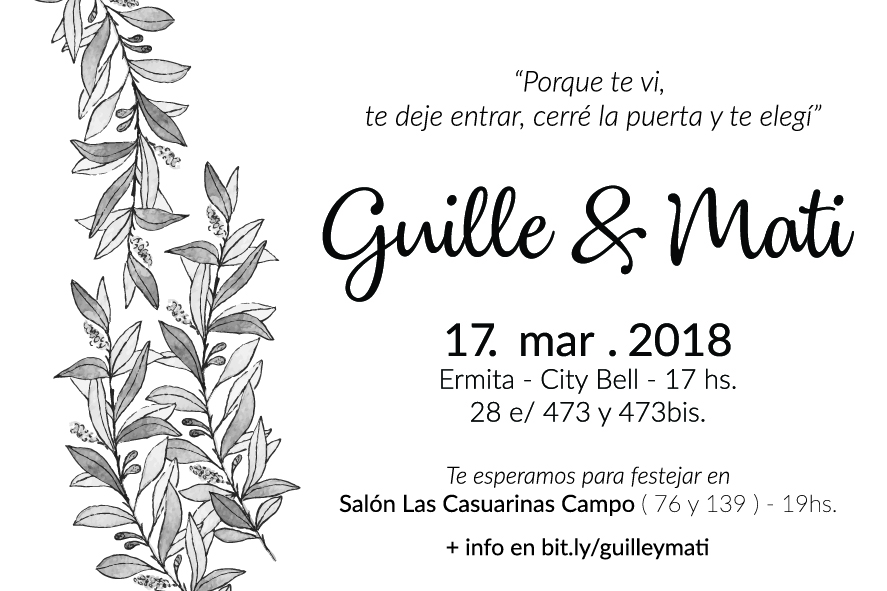 “Porque te vi,
te deje entrar, cerré la puerta y te elegí”
Guille & Mati
17. mar . 2018
Ermita - City Bell - 17 hs.
28 e/ 473 y 473bis.
Te esperamos para festejar en
Salón Las Casuarinas Campo ( 76 y 139 ) - 19hs.
+ info en bit.ly/guilleymati